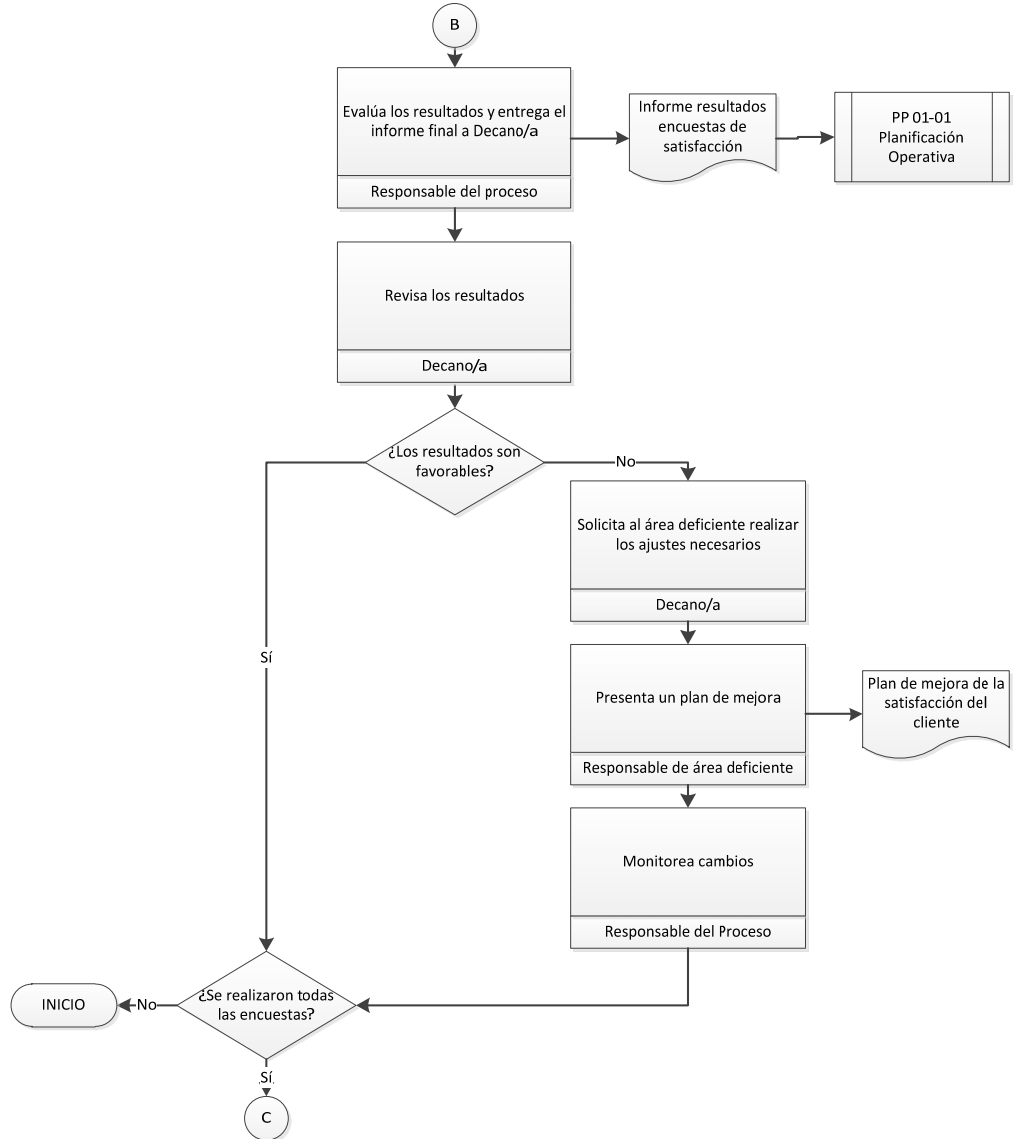 B
Evalúa los resultados y entrega el
informe final a Decano/a
Responsable del proceso
Informe resultados
encuestas de
satisfacción
PP 01-01
Planificación
Operativa
Revisa los resultados
Decano/a
¿Los resultados son
favorables?
No
Solicita al área deficiente realizar
los ajustes necesarios
Decano/a
Sí
Presenta un plan de mejora
Responsable de área deficiente
Plan de mejora de la
satisfacción del
cliente
Monitorea cambios
Responsable del Proceso
¿Se realizaron todas
las encuestas?
No
INICIO
Sí
C